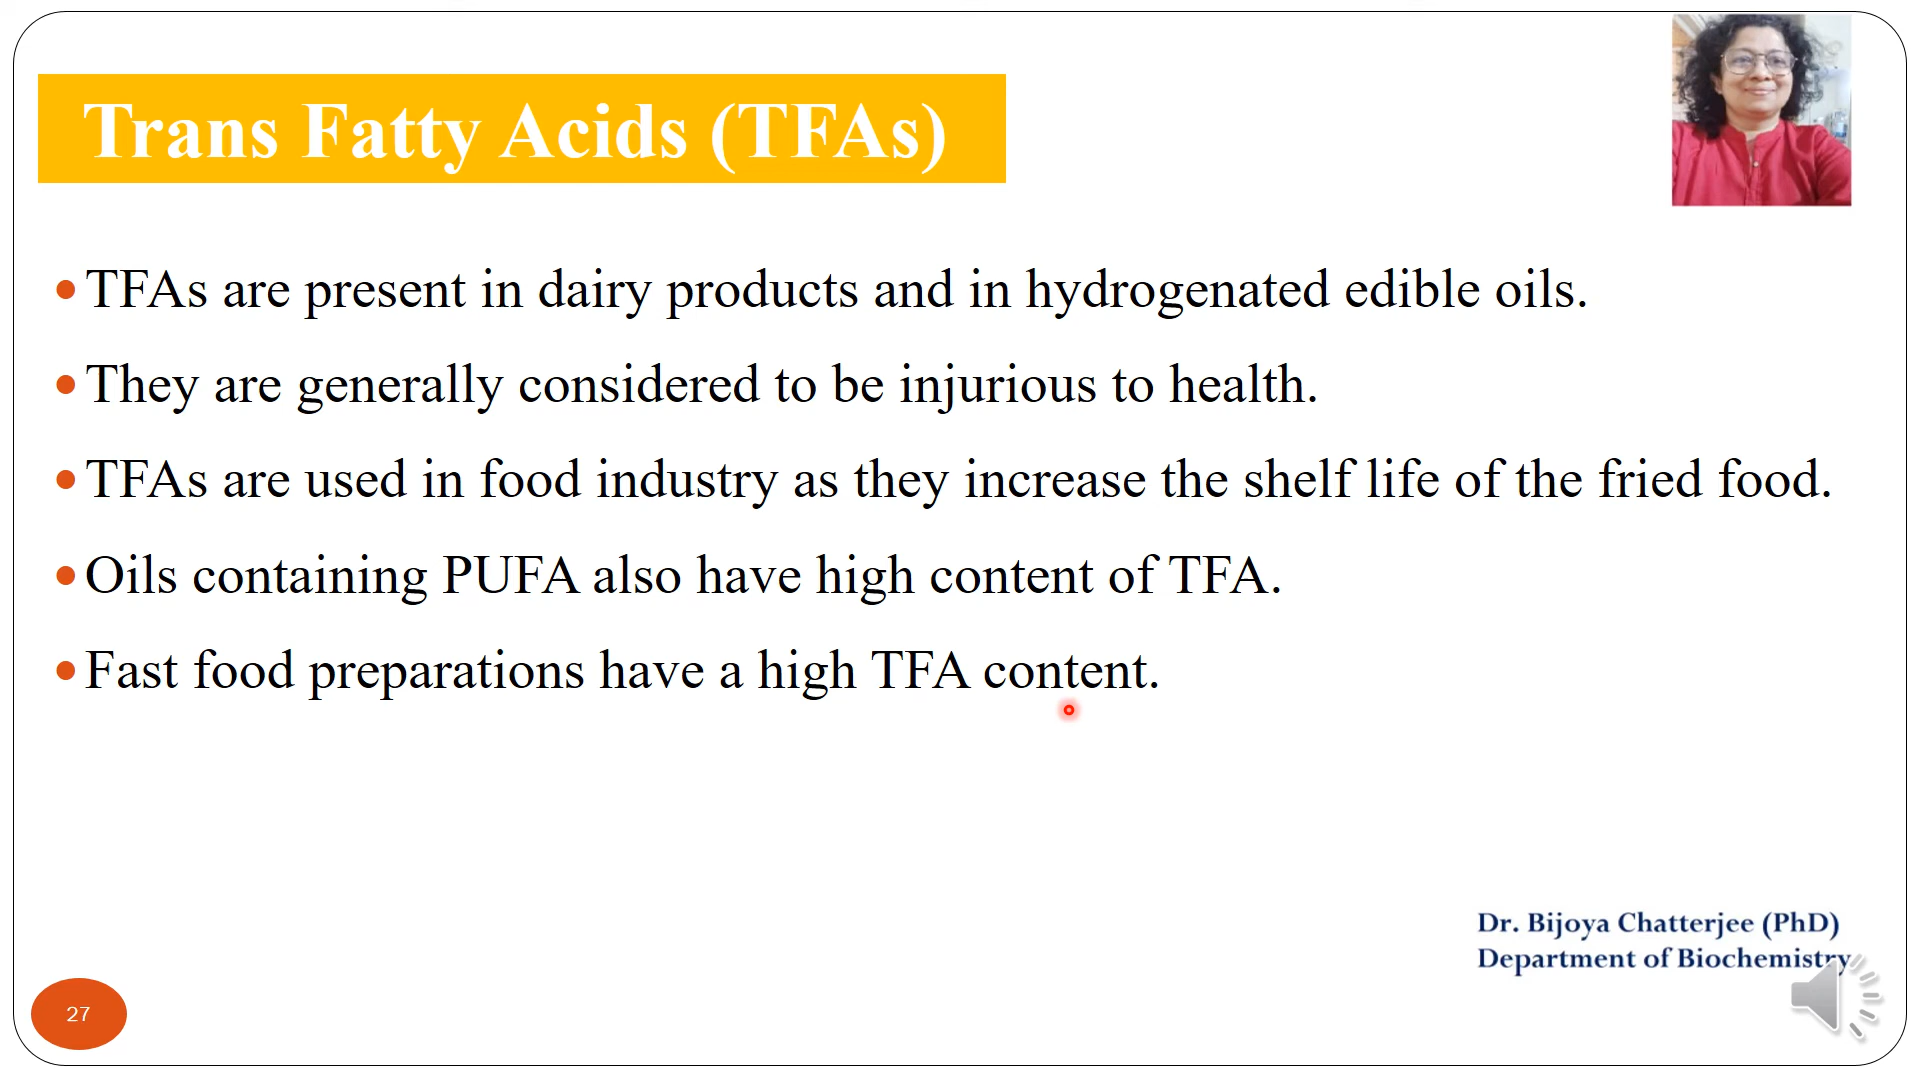 Trans Fatty Acids (TFAs)
• TFAs are present in dairy products and in hydrogenated edible oils.
• They are generally considered to be injurious to health.
• TFAs are used in food industry as they increase the shelf life of the fried food.
• Oils containing PUFA also have high content of TFA.
• Fast food preparations have a high TFA content.
Dr. Bijoya Chatterjee (PhD)
Department of Biochemistry
27